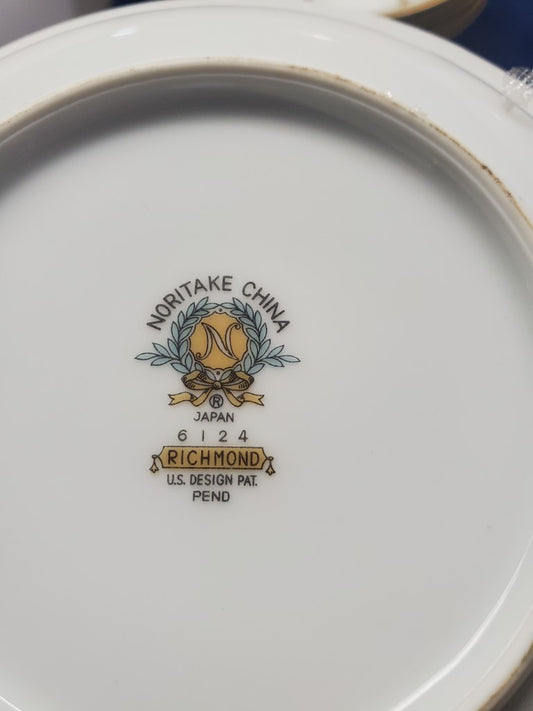 NORITAKE CHINA
N
®
JAPAN
6124
RICHMOND
U.S. DESIGN PAT.
PEND